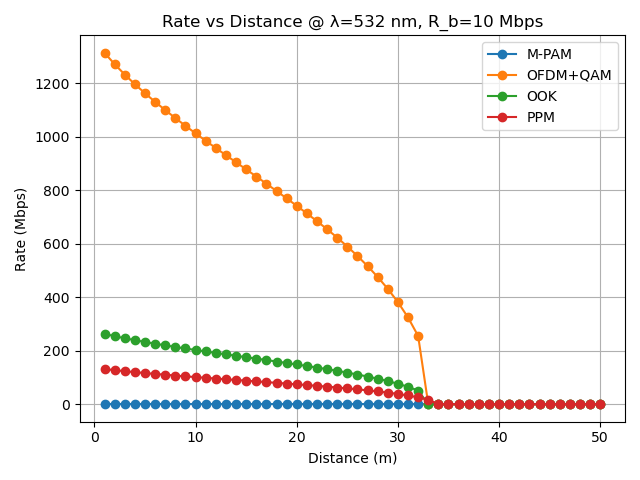 Rate vs Distance @ λ=532 nm, R_b=10 Mbps
M-PAM
OFDM+QAM
OOK
PPM
Rate (Mbps)
1200
1000
800
600
400
200
0
0 10 20 30 40 50
Distance (m)